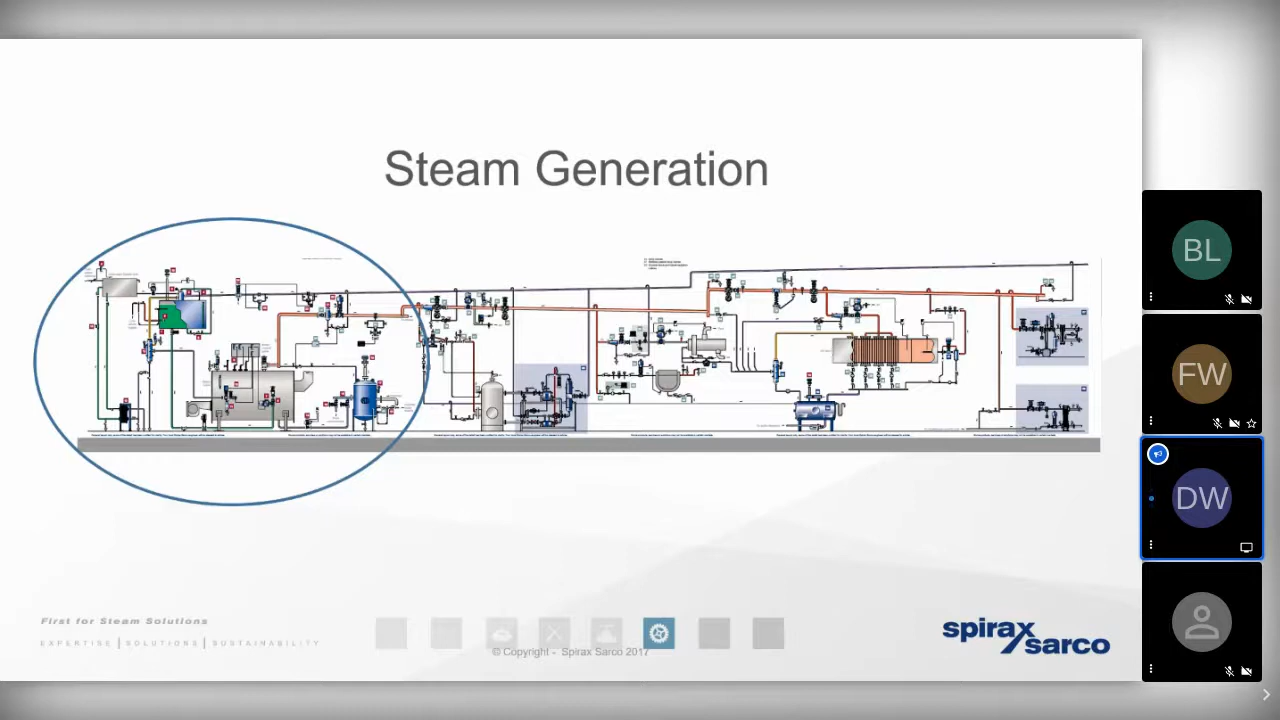 Steam Generation
First for Steam Solutions
EXPERTISE | SOLUTIONS | SUSTAINABILITY
© Copyright - Spirax Sarco 2017
spirax
sarco
BL
FW
DW